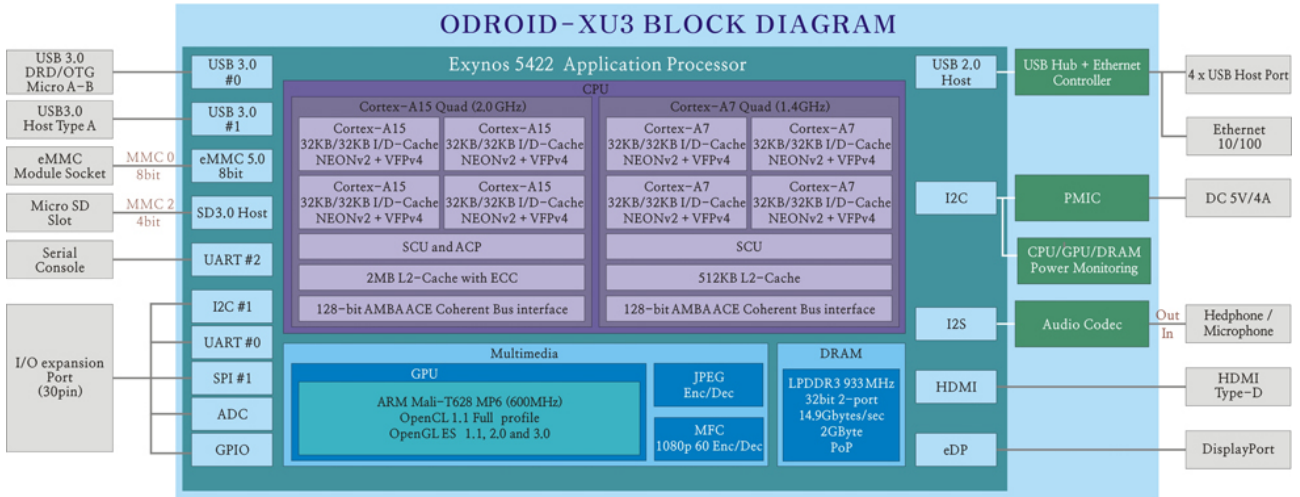 ODROID-XU3 BLOCK DIAGRAM
USB 3.0
DRD/OTG
Micro A-B
USB3.0
Host Type A
eMMC
Module Socket
MMC 0
8bit
Micro SD
Slot
MMC 2
4bit
Serial
Console
I/O expansion
Port
(30pin)
USB 3.0
#0
USB 3.0
#1
eMMC 5.0
8bit
SD3.0 Host
UART #2
I2C #1
UART #0
SPI #1
ADC
GPIO
Exynos 5422 Application Processor
CPU
Cortex-A15 Quad (2.0 GHz)
Cortex-A15
32KB/32KB I/D-Cache
NEONv2 + VFPv4
Cortex-A15
32KB/32KB I/D-Cache
NEONv2 + VFPv4
Cortex-A15
32KB/32KB I/D-Cache
NEONv2 + VFPv4
Cortex-A15
32KB/32KB I/D-Cache
NEONv2 + VFPv4
SCU and ACP
2MB L2-Cache with ECC
128-bit AMBA ACE Coherent Bus interface
Cortex-A7 Quad (1.4GHz)
Cortex-A7
32KB/32KB I/D-Cache
NEONv2 + VFPv4
Cortex-A7
32KB/32KB I/D-Cache
NEONv2 + VFPv4
Cortex-A7
32KB/32KB I/D-Cache
NEONv2 + VFPv4
Cortex-A7
32KB/32KB I/D-Cache
NEONv2 + VFPv4
SCU
512KB L2-Cache
128-bit AMBA ACE Coherent Bus interface
Multimedia
GPU
ARM Mali-T628 MP6 (600MHz)
OpenCL 1.1 Full profile
OpenGL ES 1.1, 2.0 and 3.0
JPEG
Enc/Dec
MFC
1080p 60 Enc/Dec
DRAM
LPDDR3 933MHz
32bit 2-port
14.9Gbytes/sec
2GByte
PoP
USB 2.0
Host
I2C
I2S
HDMI
eDP
USB Hub + Ethernet
Controller
PMIC
CPU/GPU/DRAM
Power Monitoring
Audio Codec
Out
In
4 x USB Host Port
Ethernet
10/100
DC 5V/4A
Hedphone /
Microphone
HDMI
Type-D
DisplayPort